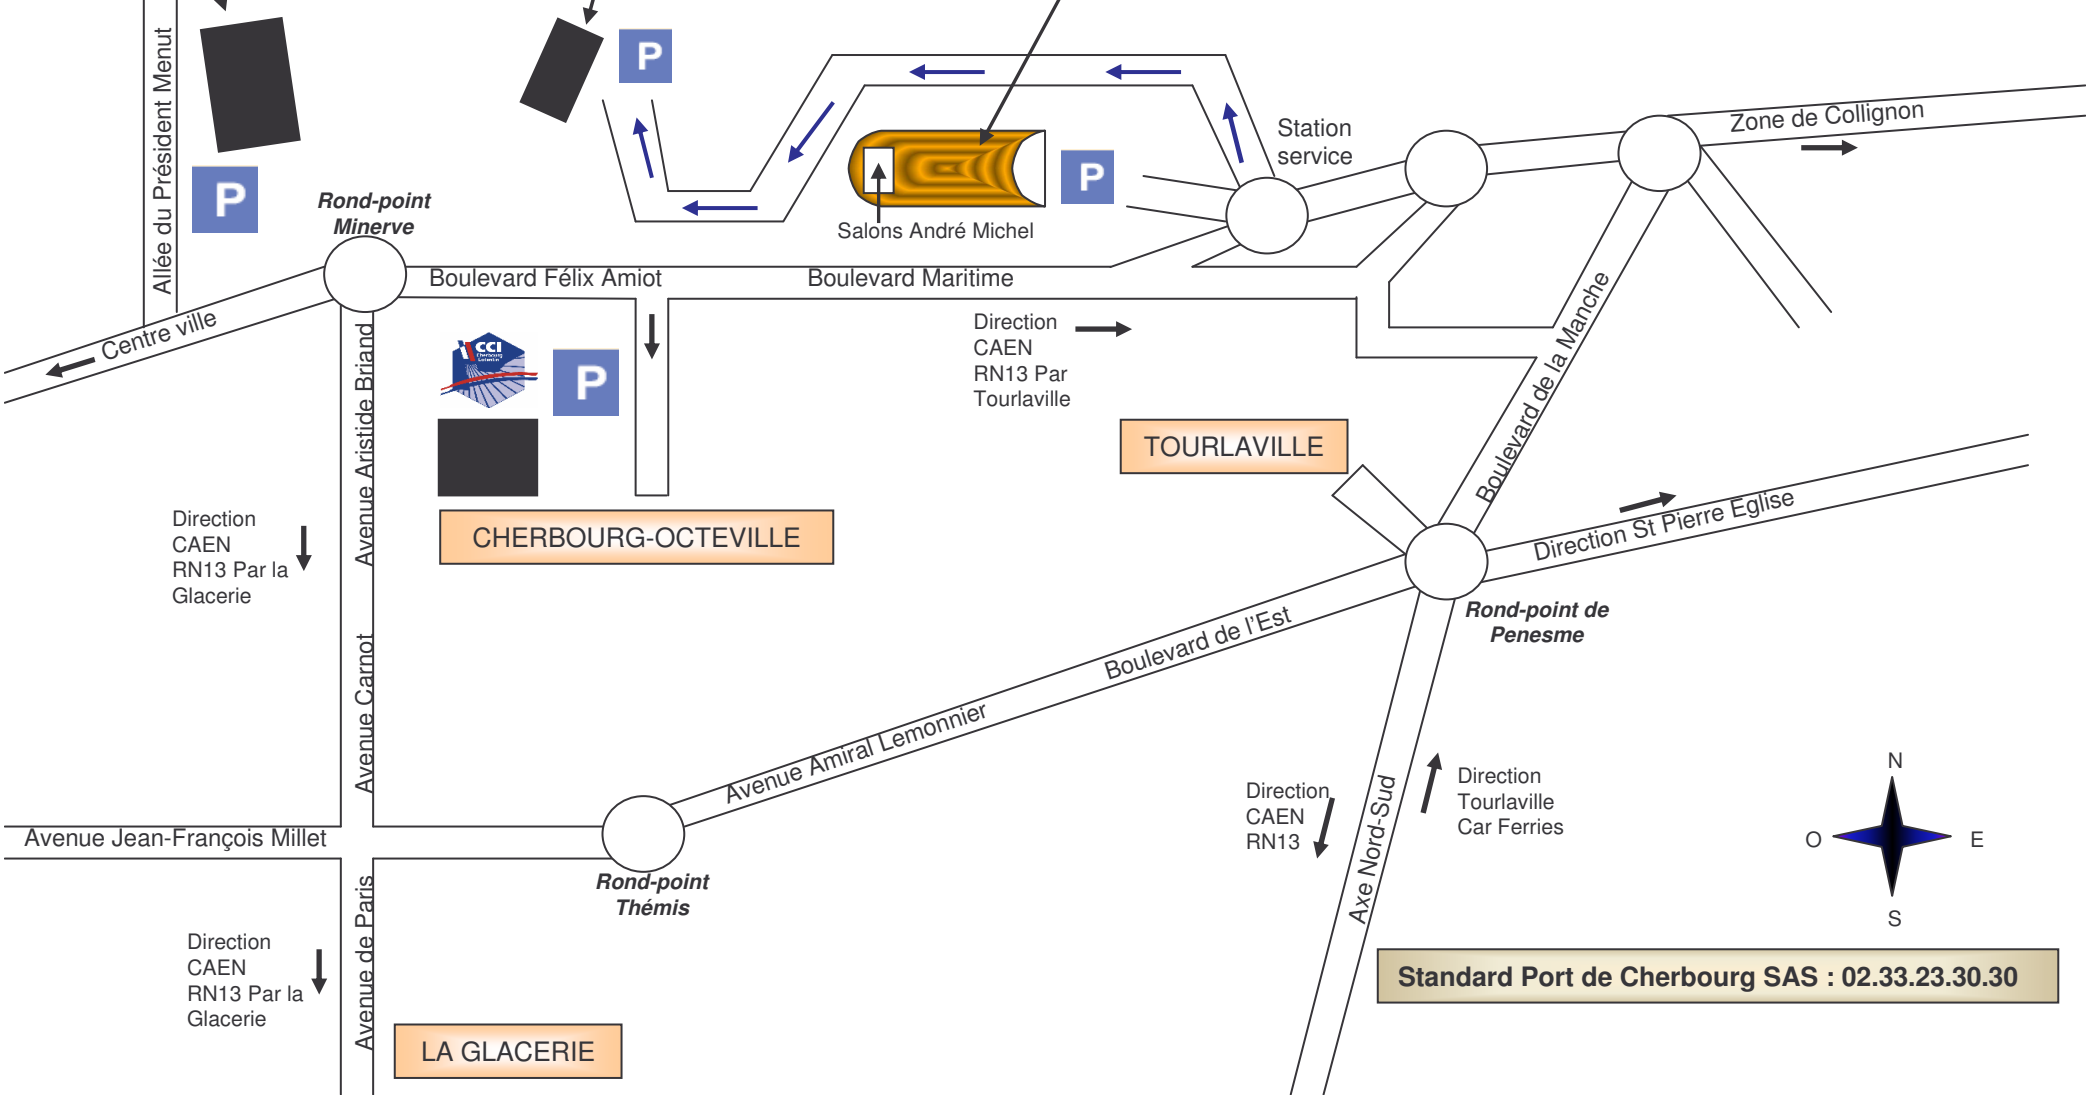 P
Allée du Président Menut
P
Zone de Collignon
Station
service
P
Rond-point
Minerve
Salons André Michel
Boulevard Félix Amiot
Boulevard Maritime
Centre ville
Direction
CAEN
RN13 Par
Tourlaville
Boulevard de la Manche
CCI
Cherbourg
Cotentin
P
Avenue Aristide Briand
TOURLAVILLE
Direction
CAEN
RN13 Par la
Glacerie
CHERBOURG-OCTEVILLE
Direction St Pierre Eglise
Rond-point de
Penesme
Boulevard de l'Est
Avenue Carnot
Avenue Amiral Lemonnier
Direction
CAEN
RN13
Axe Nord-Sud
Direction
Tourlaville
Car Ferries
N
O
E
S
Avenue Jean-François Millet
Rond-point
Thémis
Avenue de Paris
Direction
CAEN
RN13 Par la
Glacerie
Standard Port de Cherbourg SAS : 02.33.23.30.30
LA GLACERIE